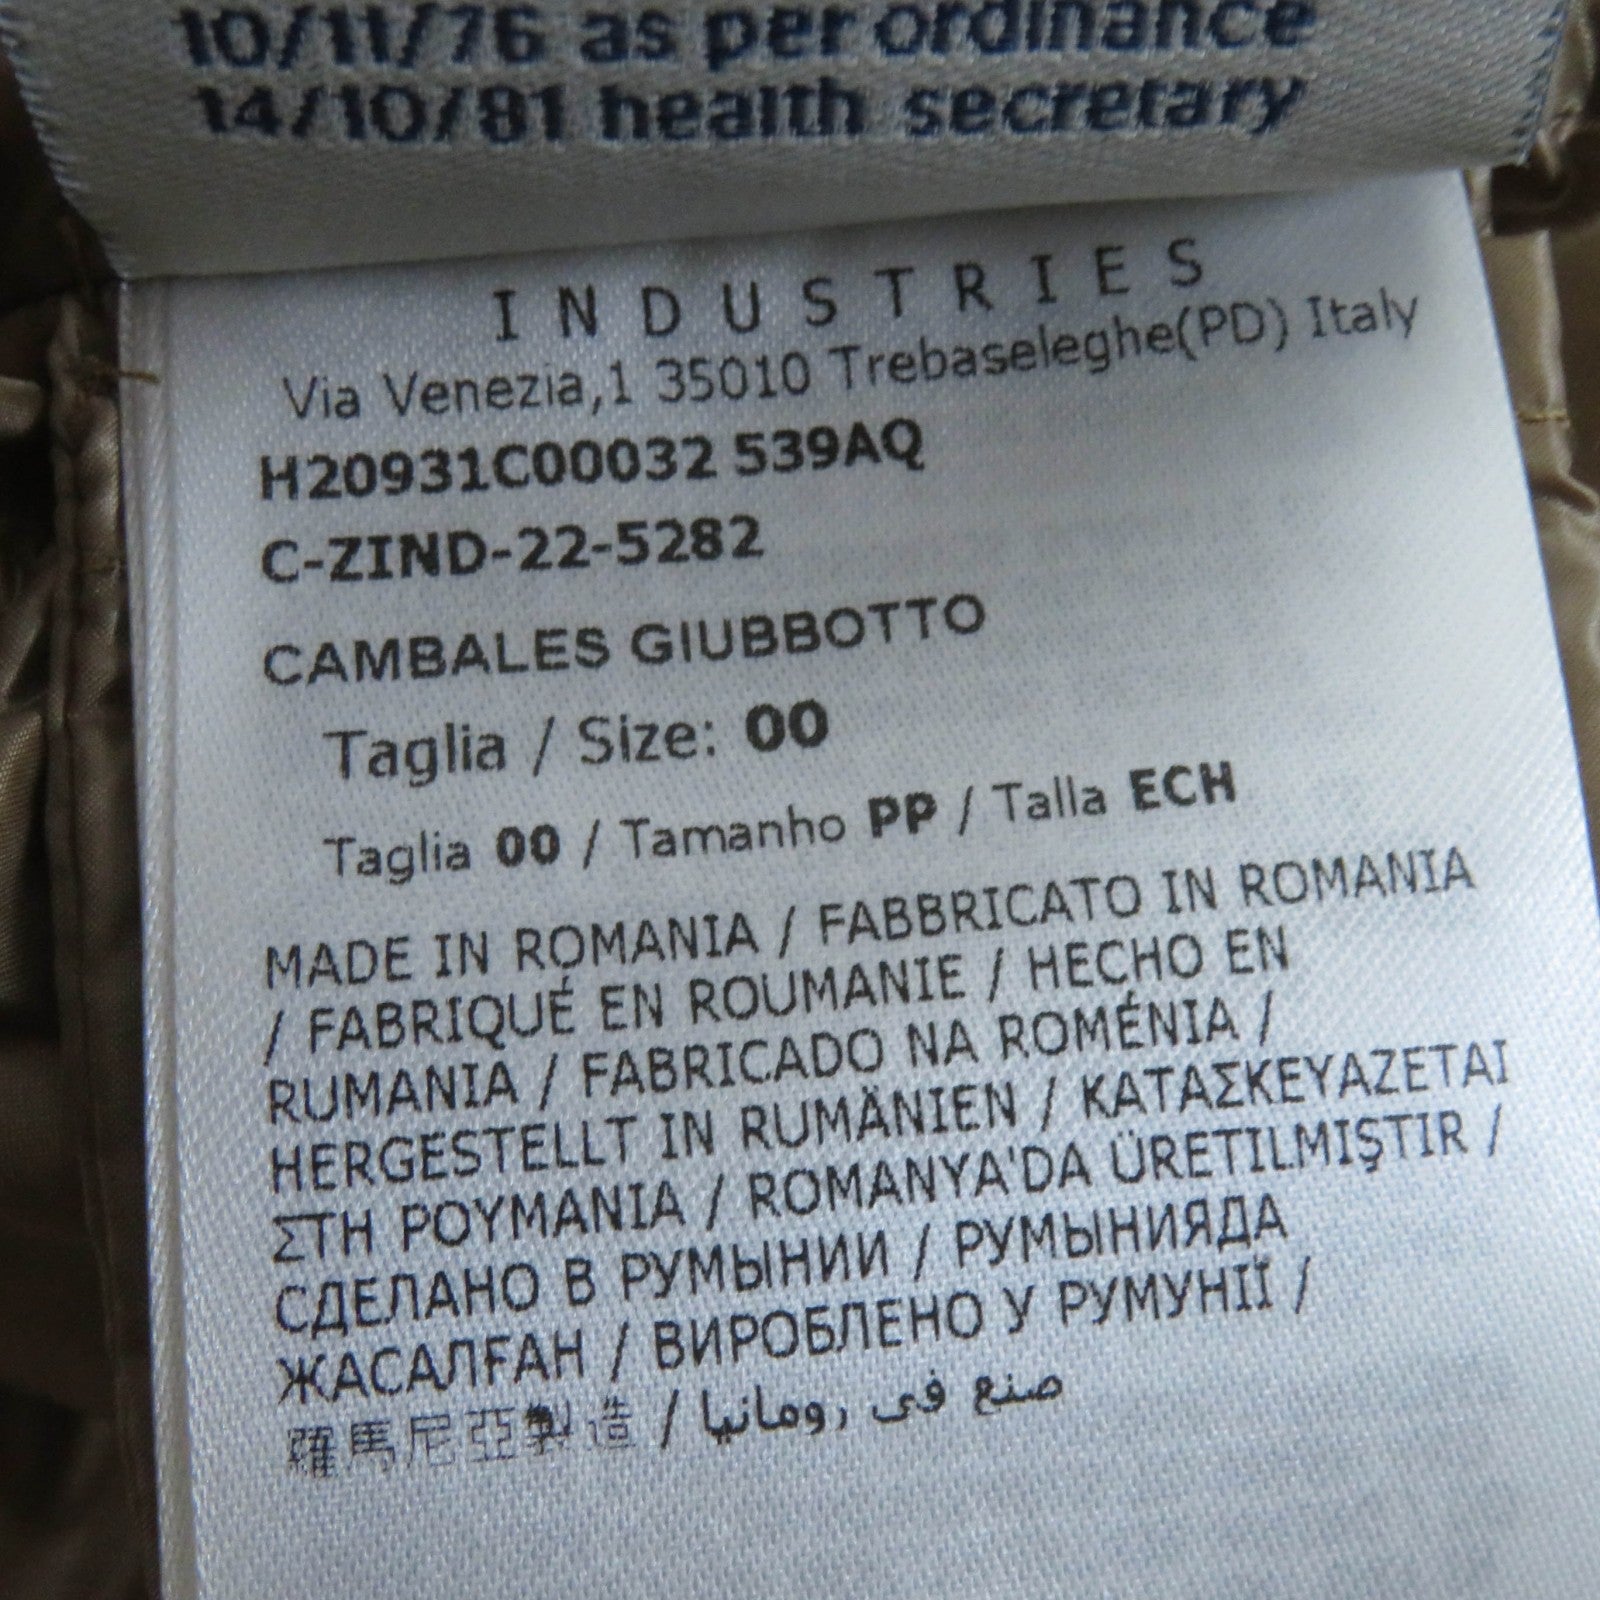 10/11/76 as per ordinance
14/10/81 health secretary
INDUSTRIES
Via Venezia,1 35010 Trebaseleghe(PD) Italy
H20931C00032 539AQ
C-ZIND-22-5282
CAMBALES GIUBBOTTO
Taglia / Size: 00
Taglia 00 / Tamanho PP / Talla ECH
MADE IN ROMANIA / FABBRICATO IN ROMANIA
/ FABRIQUÉ EN ROUMANIE / HECHO EN
RUMANIA / FABRICADO NA ROMÉNIA /
HERGESTELLT IN RUMÄNIEN / ΚΑΤΑΣΚΕΥΑΖΕΤΑΙ
ΣΤΗ ΡΟΥΜΑΝΙΑ / ROMANYA'DA ÜRETILMIŞTIR /
СДЕЛАНО В РУМЫНИИ / РУМЫНИЯДА
ЖАСАЛҒАН / ВИРОБЛЕНО У РУМУНІЇ /
羅馬尼亞製造 / صنع في رومانيا